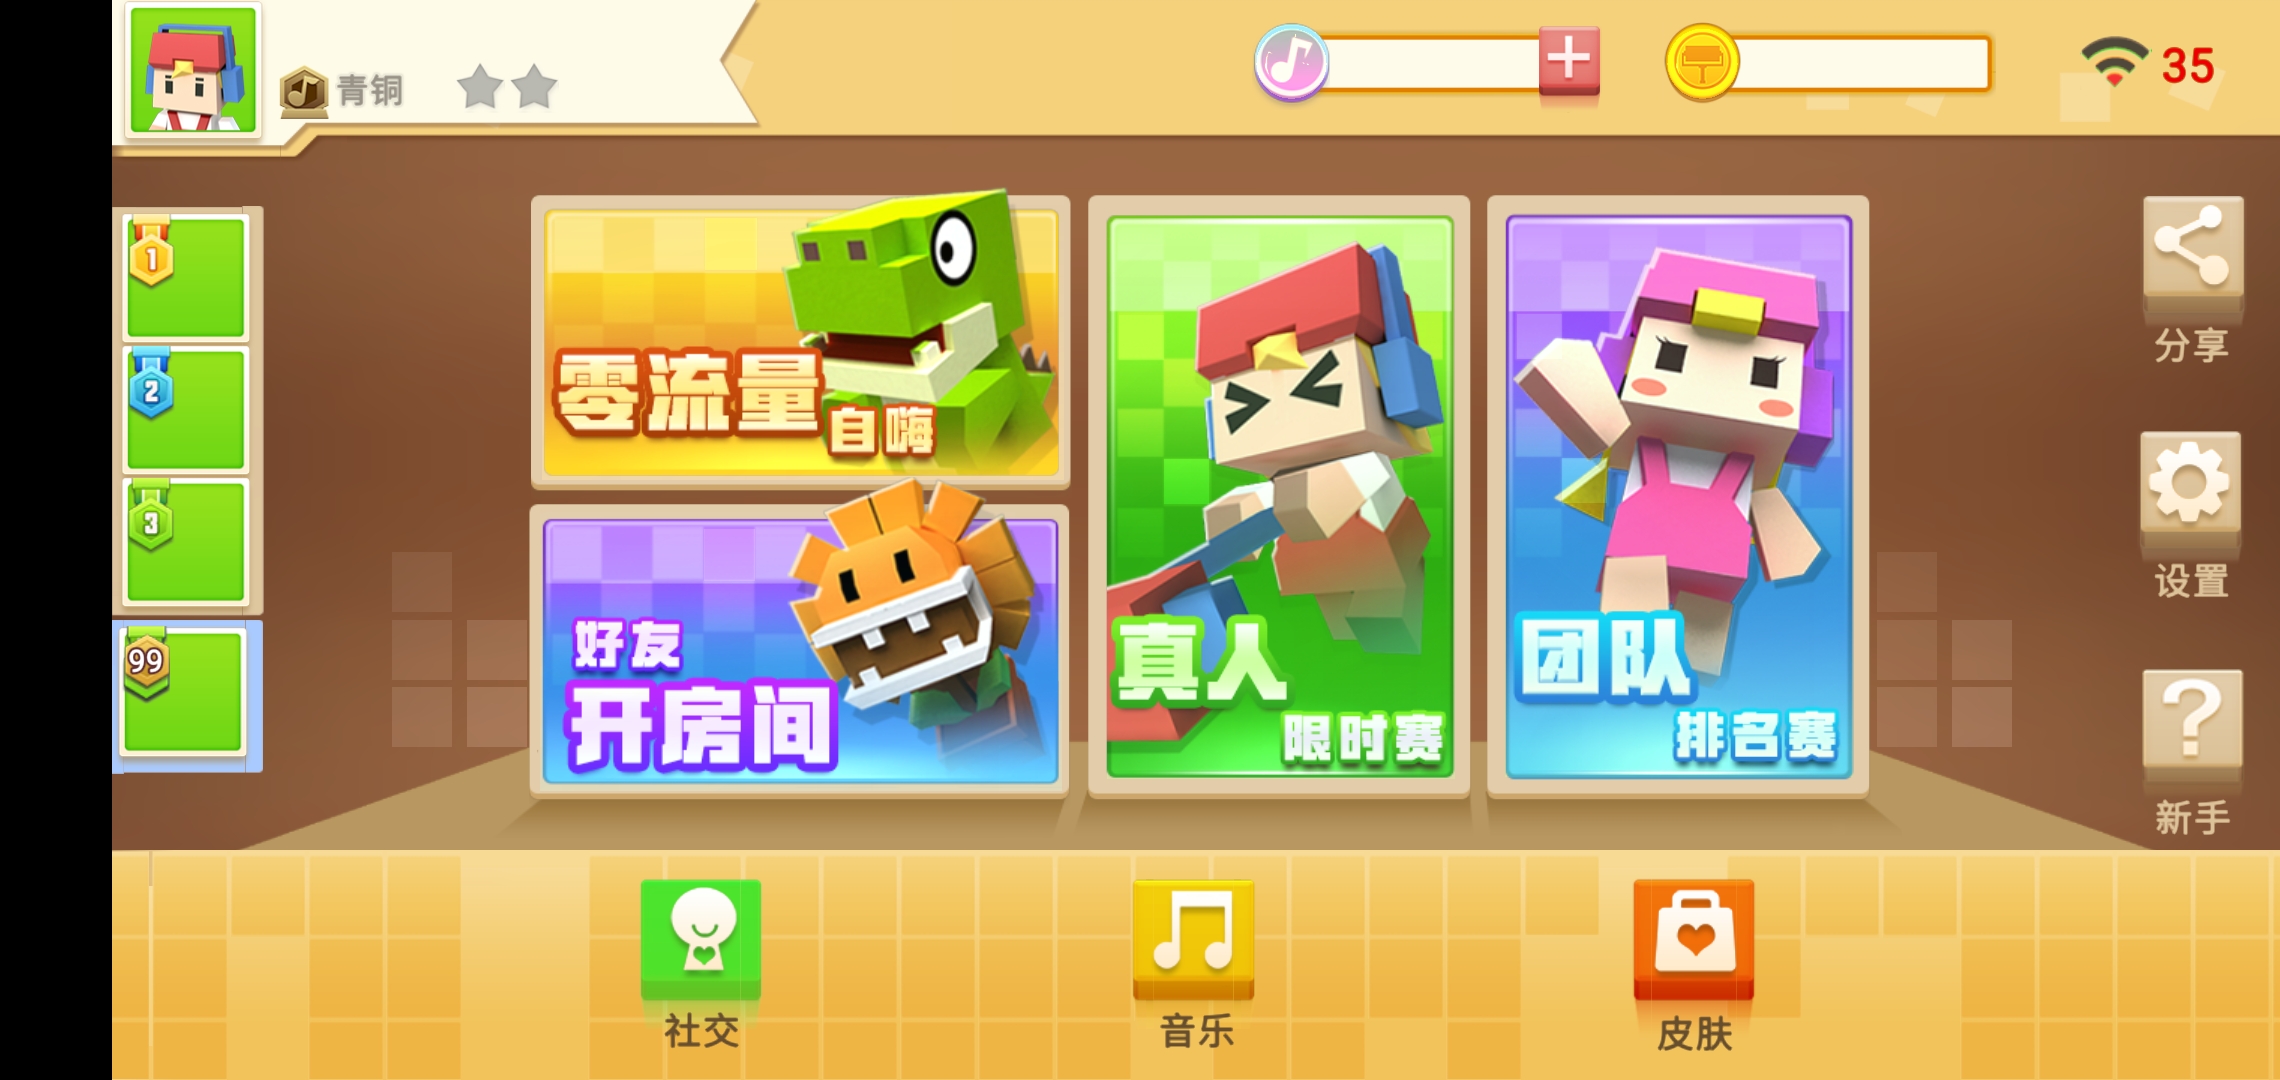 青铜
35
1
2
3
99
零流量
自嗨
好友
开房间
真人
限时赛
团队
排名赛
分享
设置
新手
社交
音乐
皮肤